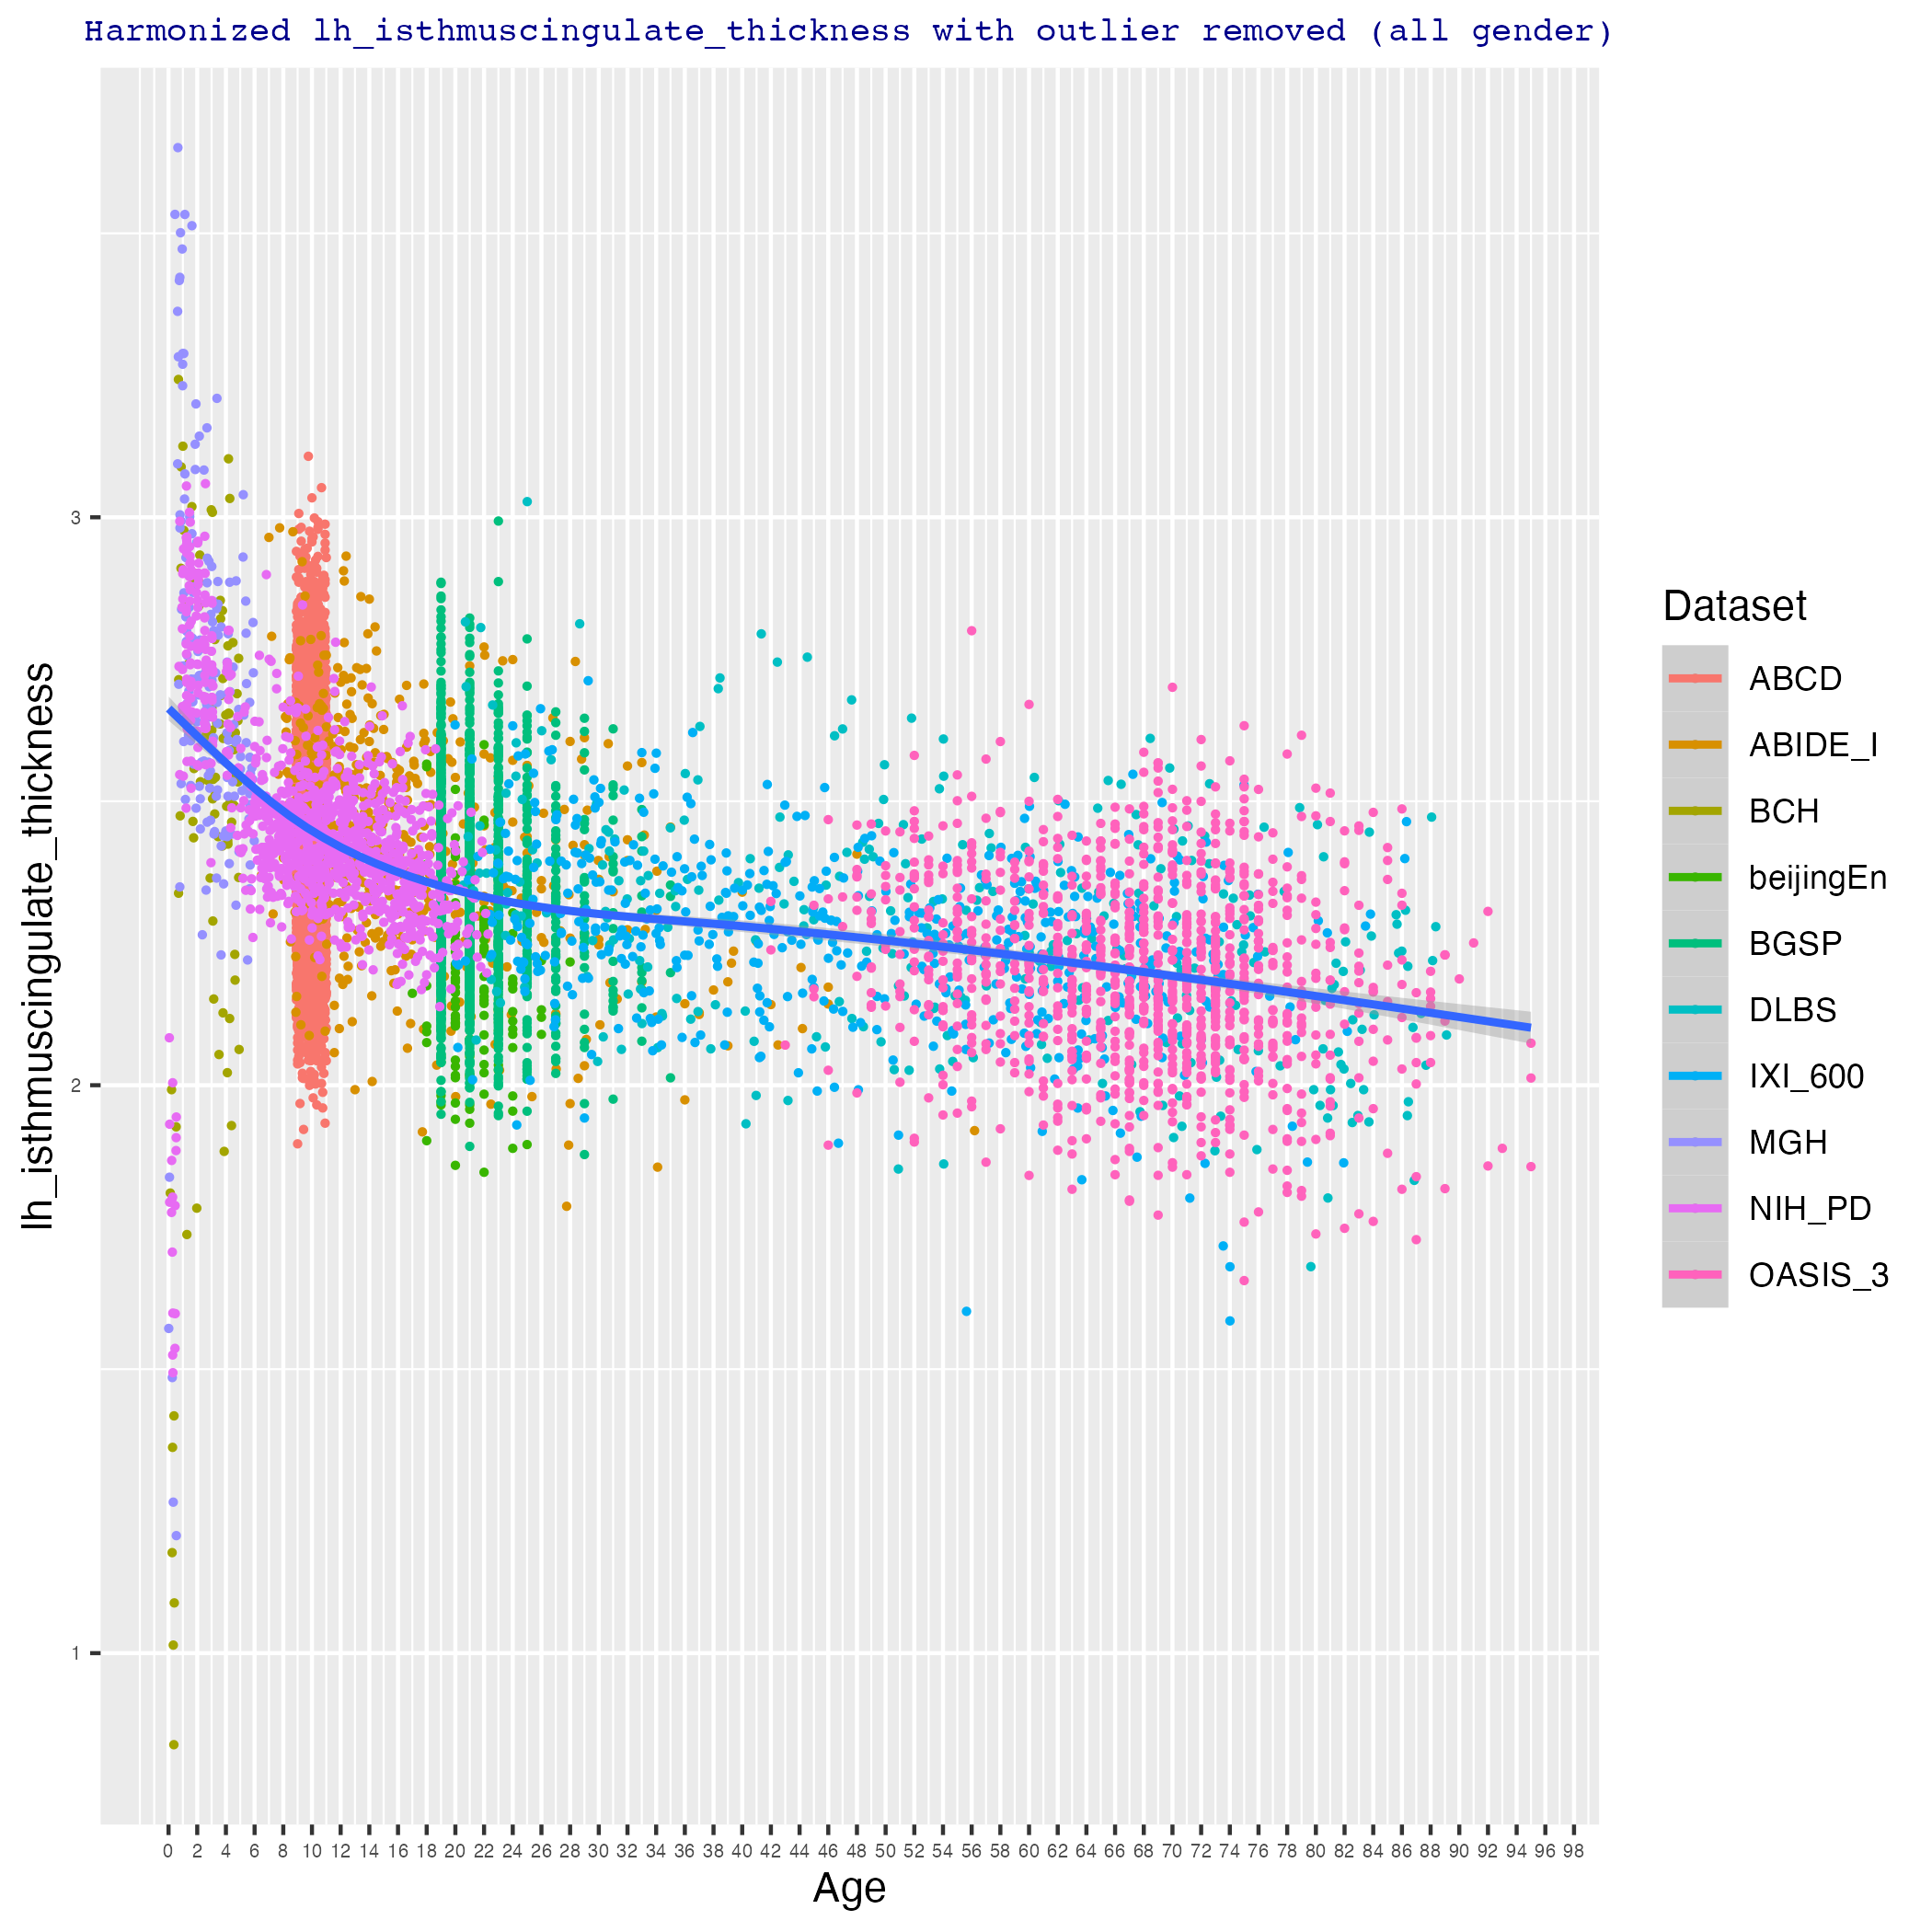 Harmonized lh_isthmuscingulate_thickness with outlier removed (all gender)
lh_isthmuscingulate_thickness
3
2
1
0 2 4 6 8 10 12 14 16 18 20 22 24 26 28 30 32 34 36 38 40 42 44 46 48 50 52 54 56 58 60 62 64 66 68 70 72 74 76 78 80 82 84 86 88 90 92 94 96 98
Age
Dataset
ABCD
ABIDE_I
BCH
beijingEn
BGSP
DLBS
IXI_600
MGH
NIH_PD
OASIS_3